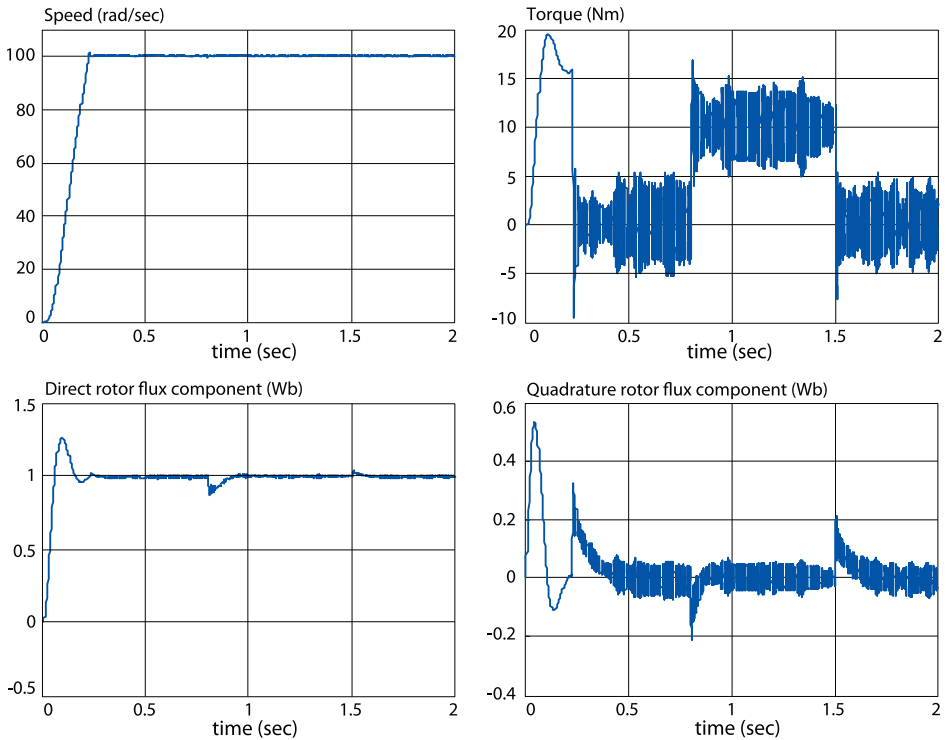 Speed (rad/sec)
100
80
60
40
20
0
0 0.5 1 1.5 2
time (sec)
Torque (Nm)
20
15
10
5
0
-5
-10
0 0.5 1 1.5 2
time (sec)
Direct rotor flux component (Wb)
1.5
1
0.5
0
-0.5
0 0.5 1 1.5 2
time (sec)
Quadrature rotor flux component (Wb)
0.6
0.4
0.2
0
-0.2
-0.4
0 0.5 1 1.5 2
time (sec)